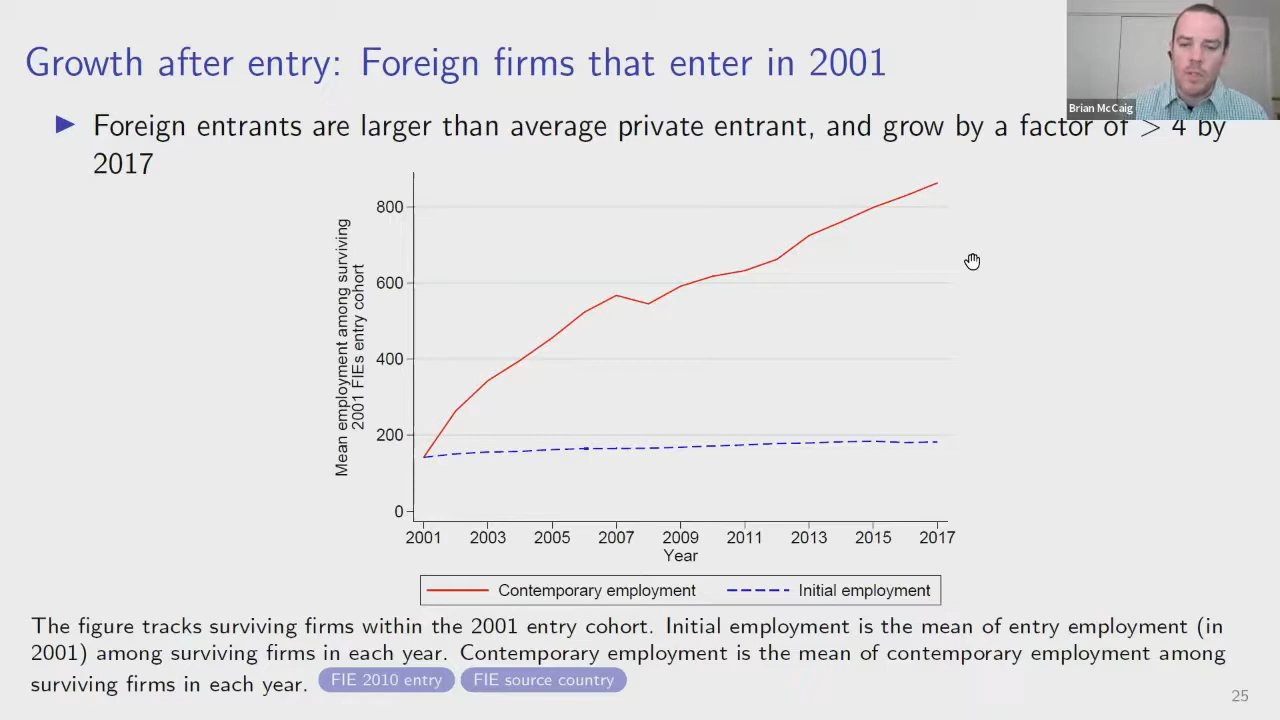 Growth after entry: Foreign firms that enter in 2001
Brian McCaig
▶ Foreign entrants are larger than average private entrant, and grow by a factor of > 4 by
2017
Mean employment among surviving
2001 FIEs entry cohort
800
600
400
200
0
2001 2003 2005 2007 2009 2011 2013 2015 2017
Year
Contemporary employment Initial employment
The figure tracks surviving firms within the 2001 entry cohort. Initial employment is the mean of entry employment (in
2001) among surviving firms in each year. Contemporary employment is the mean of contemporary employment among
surviving firms in each year. FIE 2010 entry FIE source country
25